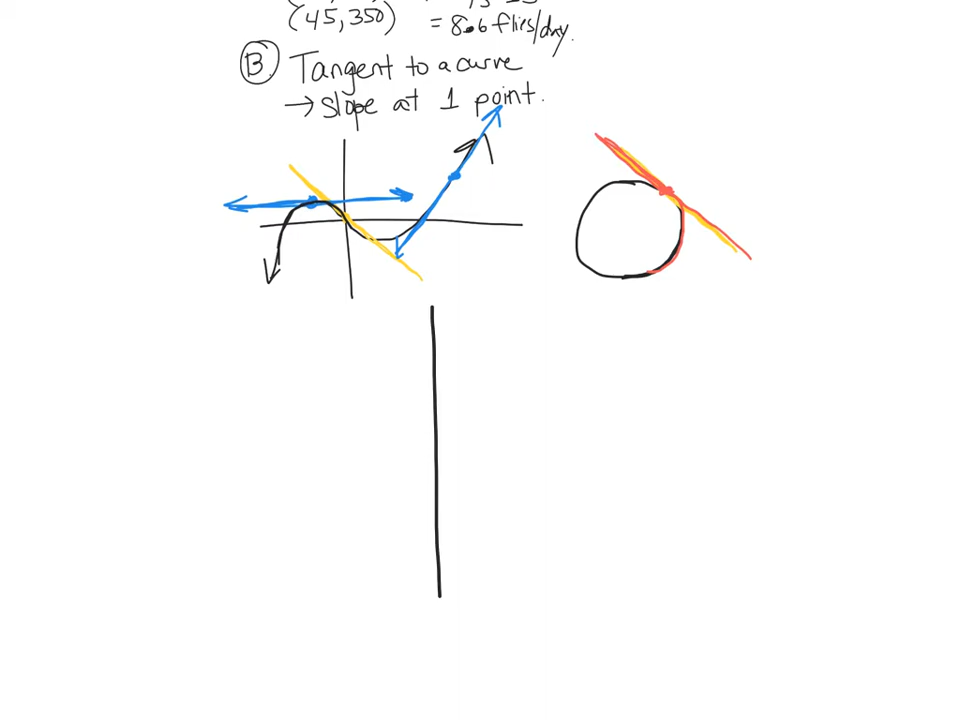 (45,350) = 8.6 flies/day.
B. Tangent to a curve
→ slope at 1 point.